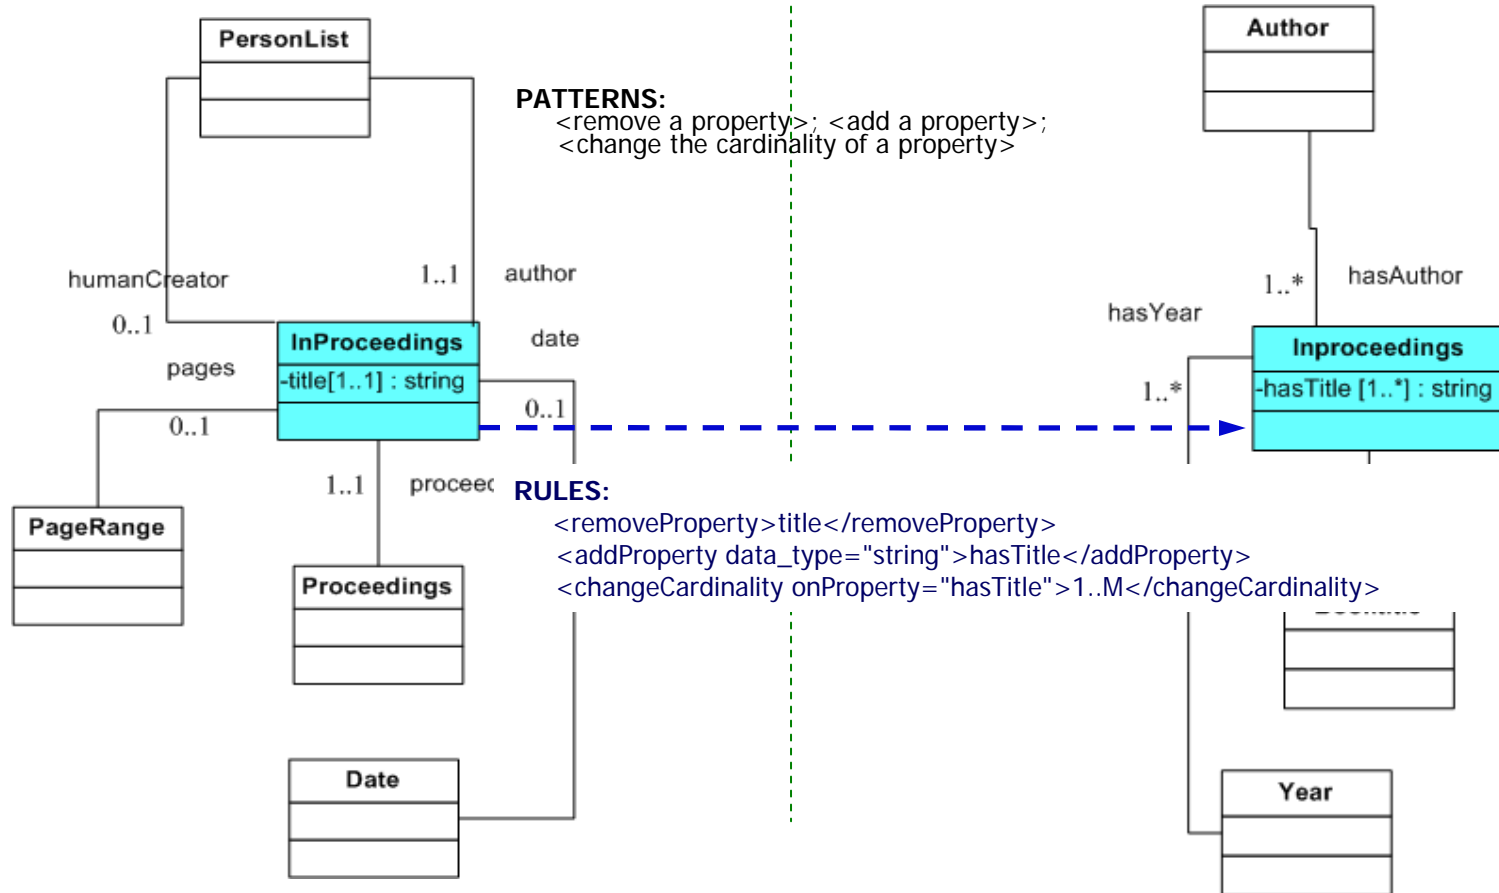 PersonList
Author
PATTERNS:
<remove a property>; <add a property>;
<change the cardinality of a property>
humanCreator
1..1
author
0..1
InProceedings
-title[1..1] : string
date
0..1
pages
0..1
1..1
PageRange
Proceedings
Date
hasAuthor
1..*
hasYear
1..*
Inproceedings
-hasTitle [1..*] : string
RULES:
<removeProperty>title</removeProperty>
<addProperty data_type="string">hasTitle</addProperty>
<changeCardinality onProperty="hasTitle">1..M</changeCardinality>
Year